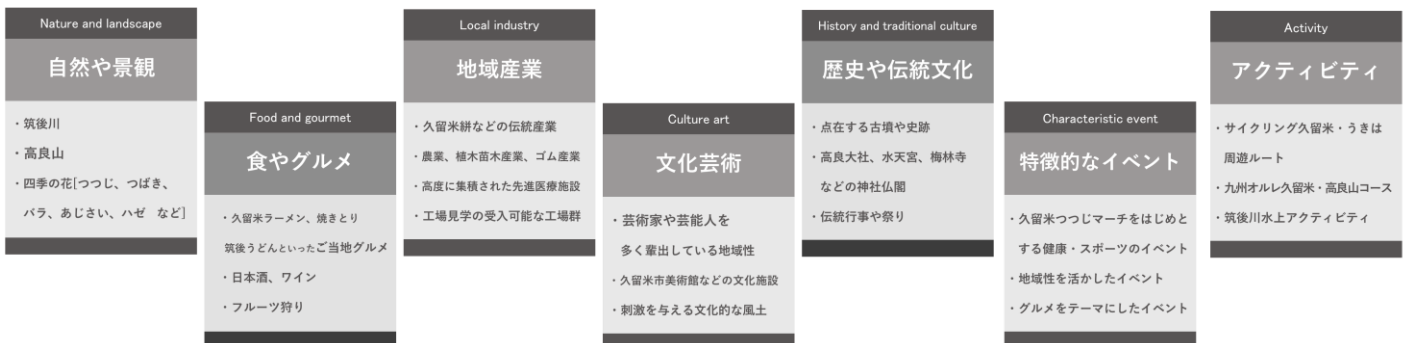 Nature and landscape
自然や景観
・筑後川
・高良山
・四季の花[つつじ、つばき、
バラ、あじさい、ハゼ　など]
Food and gourmet
食やグルメ
・久留米ラーメン、焼きとり
筑後うどんといったご当地グルメ
・日本酒、ワイン
・フルーツ狩り
Local industry
地域産業
・久留米絣などの伝統産業
・農業、植木苗木産業、ゴム産業
・高度に集積された先進医療施設
・工場見学の受入可能な工場群
Culture art
文化芸術
・芸術家や芸能人を
多く輩出している地域性
・久留米市美術館などの文化施設
・刺激を与える文化的な風土
History and traditional culture
歴史や伝統文化
・点在する古墳や史跡
・高良大社、水天宮、梅林寺
などの神社仏閣
・伝統行事や祭り
Characteristic event
特徴的なイベント
・久留米つつじマーチをはじめと
する健康・スポーツのイベント
・地域性を活かしたイベント
・グルメをテーマにしたイベント
Activity
アクティビティ
・サイクリング久留米・うきは
周遊ルート
・九州オルレ久留米・高良山コース
・筑後川水上アクティビティ